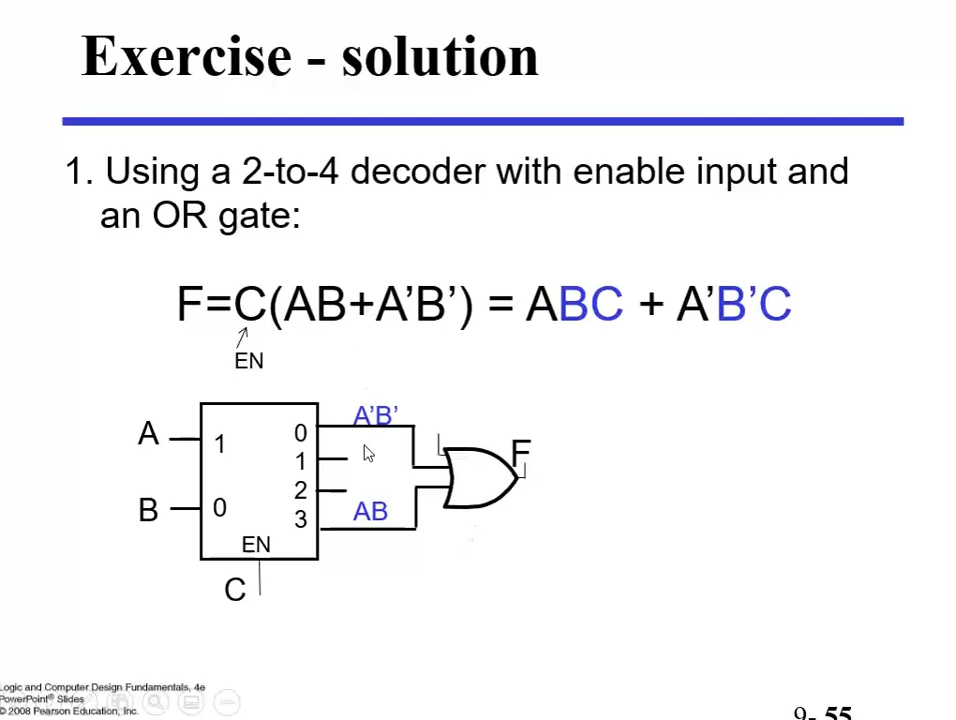 Exercise - solution
1. Using a 2-to-4 decoder with enable input and
an OR gate:
F=C(AB+A’B’) = ABC + A’B’C
EN
A’B’
A 1 0 F
1
2
B 0 3 AB
EN
C
Logic and Computer Design Fundamentals, 4e
PowerPoint® Slides
© 2008 Pearson Education, Inc.
9- 55